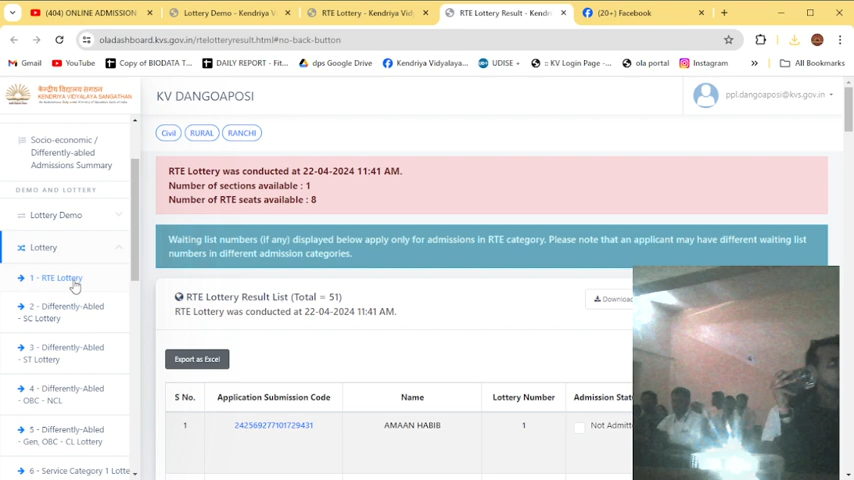 (404) ONLINE ADMISSION
Lottery Demo - Kendriya V
RTE Lottery - Kendriya Vid
RTE Lottery Result - Kendri
(20+) Facebook
oladashboard.kvs.gov.in/rtelotteryresult.html#no-back-button
Gmail
YouTube
Copy of BIODATA T...
DAILY REPORT - Fit...
dps Google Drive
Kendriya Vidyalaya...
UDISE +
:: KV Login Page -...
ola portal
Instagram
All Bookmarks
केन्द्रीय विद्यालय संगठन
KENDRIYA VIDYALAYA SANGATHAN
KV DANGOAPOSI
ppl.dangoaposi@kvs.gov.in
Socio-economic /
Differently-abled
Admissions Summary
DEMO AND LOTTERY
Lottery Demo
Lottery
1 - RTE Lottery
2 - Differently-Abled
- SC Lottery
3 - Differently-Abled
- ST Lottery
4 - Differently-Abled
- OBC - NCL
5 - Differently-Abled
- Gen, OBC - CL Lottery
6 - Service Category 1 Lotte
Civil
RURAL
RANCHI
RTE Lottery was conducted at 22-04-2024 11:41 AM.
Number of sections available : 1
Number of RTE seats available : 8
Waiting list numbers (if any) displayed below apply only for admissions in RTE category. Please note that an applicant may have different waiting list
numbers in different admission categories.
RTE Lottery Result List (Total = 51)
Download
RTE Lottery was conducted at 22-04-2024 11:41 AM.
Export as Excel
S No.
Application Submission Code
Name
Lottery Number
Admission Statu
1
242569277101729431
AMAAN HABIB
1
Not Admitt